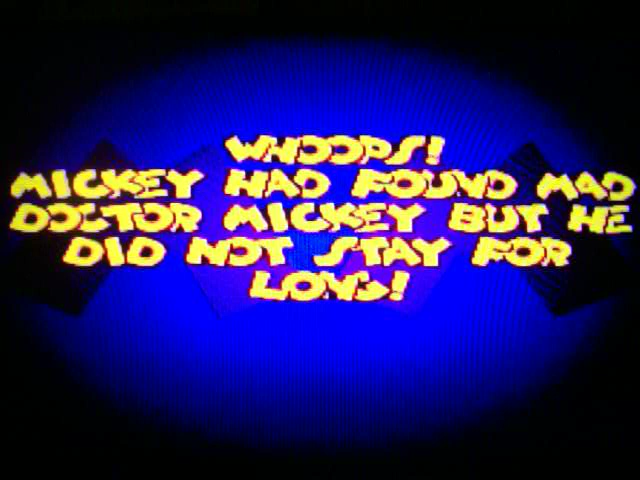 WHOOPS!
MICKEY HAD FOUND MAD
DOCTOR MICKEY BUT HE
DID NOT STAY FOR
LONG!